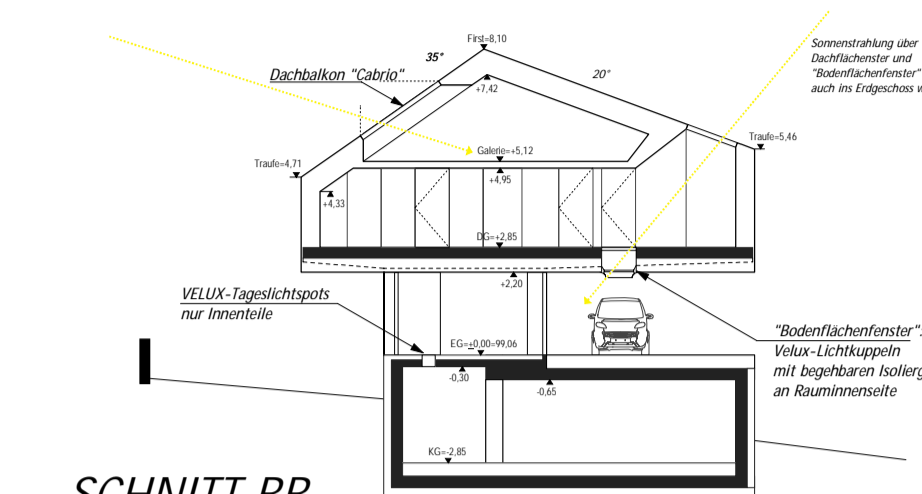 First=8,10
35°
20°
Sonnenstrahlung über
Dachflächenster und
"Bodenflächenfenster"
auch ins Erdgeschoss
Dachbalkon "Cabrio"
+7,42
Traufe=5,46
Galerie=+5,12
Traufe=4,71
+4,95
+4,33
DG=+2,85
+2,20
VELUX-Tageslichtspots
nur Innenteile
"Bodenflächenfenster":
Velux-Lichtkuppeln
mit begehbaren Isolierg
an Rauminnenseite
EG=±0,00=99,06
-0,30
-0,65
KG=-2,85
SCHNITT BB